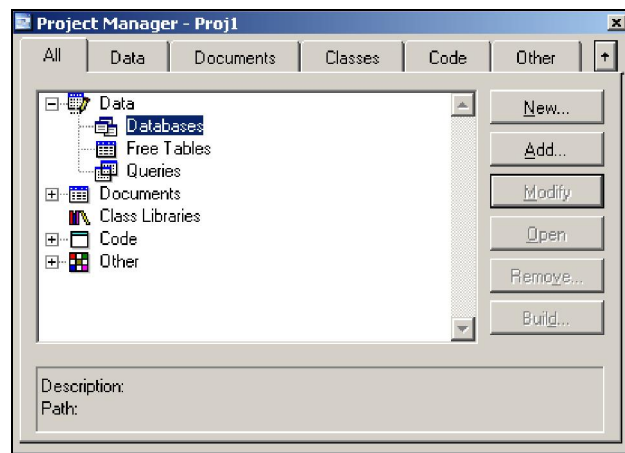 Project Manager - Proj1
All Data Documents Classes Code Other
Data
Databases
Free Tables
Queries
Documents
Class Libraries
Code
Other
New...
Add...
Modify
Open
Remove...
Build...
Description:
Path: